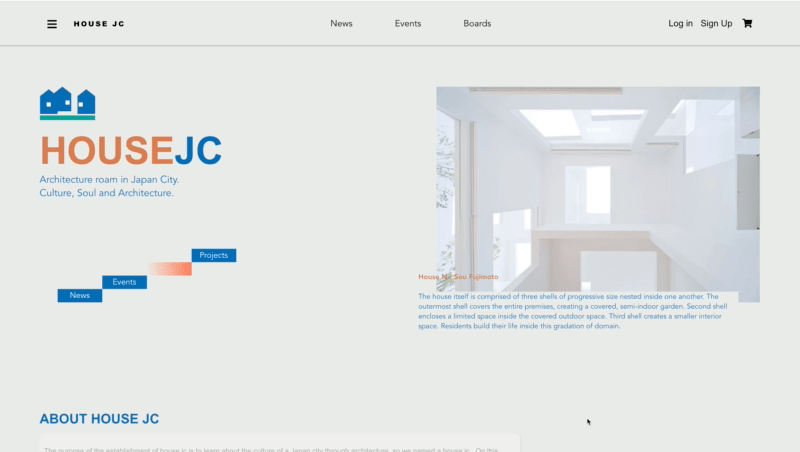 HOUSE JC
News
Events
Boards
Log in
Sign Up
HOUSEJC
Architecture roam in Japan City.
Culture, Soul and Architecture.
Projects
Events
News
House NA Sou Fujimoto
The house itself is comprised of three shells of progressive size nested inside one another. The
outermost shell covers the entire premises, creating a covered, semi-indoor garden. Second shell
encloses a limited space inside the covered outdoor space. Third shell creates a smaller interior
space. Residents build their life inside this gradation of domain.
ABOUT HOUSE JC
The purpose of the establishment of house jc is to learn about the culture of a Japan city through architecture, so we named a house jc . On this